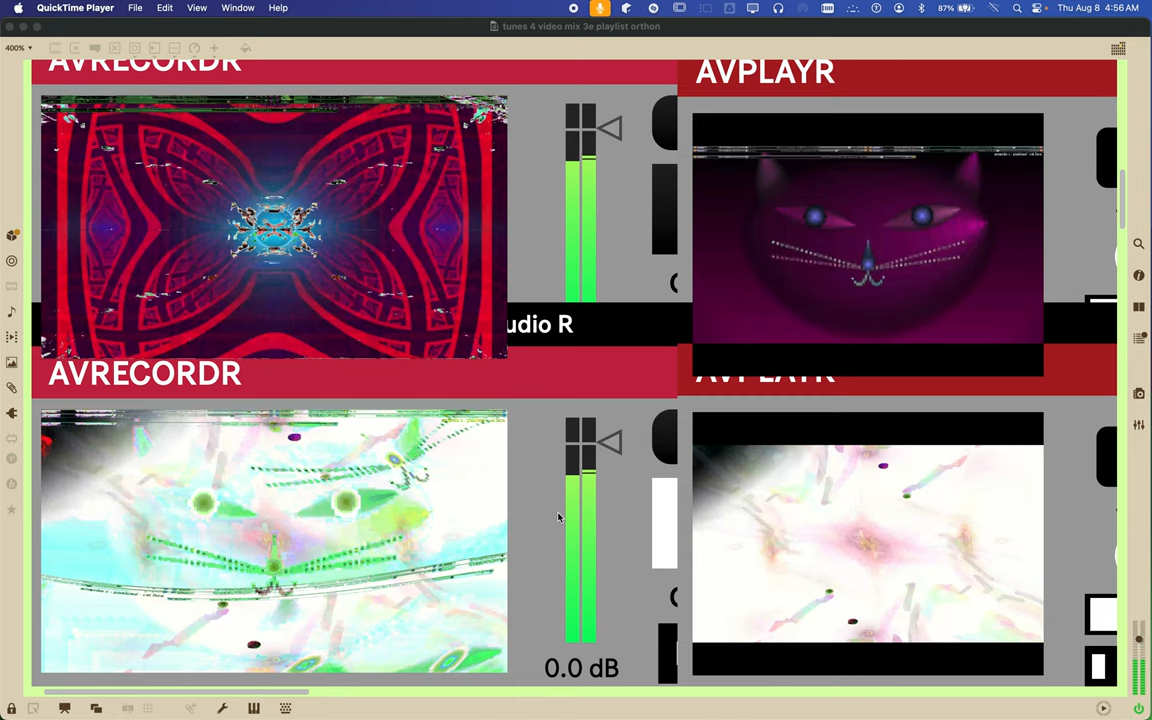 QuickTime Player File Edit View Window Help 87% Thu Aug 8 4:56 AM
tunes 4 video mix 3e playlist orthon
400%
AVRECORDR
AVPLAYR
udio R
AVRECORDR
AVPLAYR
0.0 dB